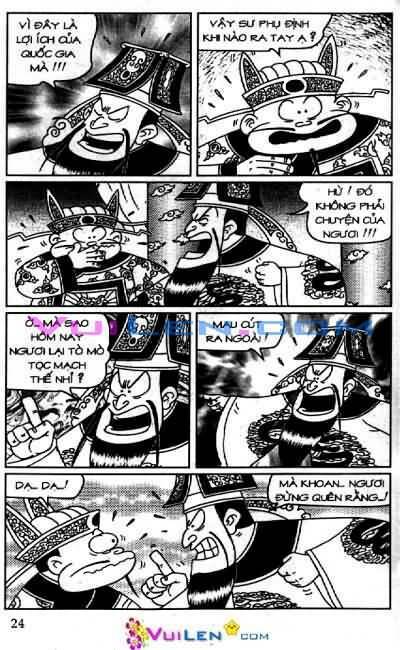 VÌ ĐÂY LÀ
LỢI ÍCH CỦA
QUỐC GIA
MÀ !!!
VẬY SƯ PHỤ ĐỊNH
KHI NÀO RA TAY Ạ ?
HỪ ! ĐÓ
KHÔNG PHẢI
CHUYỆN CỦA
NGƯƠI !!!
Ơ.. MÀ SAO
HÔM NAY
NGƯƠI LẠI TÒ MÒ
TỌC MẠCH
THẾ NHỈ ?
MAU CÚT
RA NGOÀI !
VUILEN.COM
DẠ... DẠ...!
MÀ KHOAN.. NGƯƠI
ĐỪNG QUÊN RẰNG...!
24
VUILEN.COM